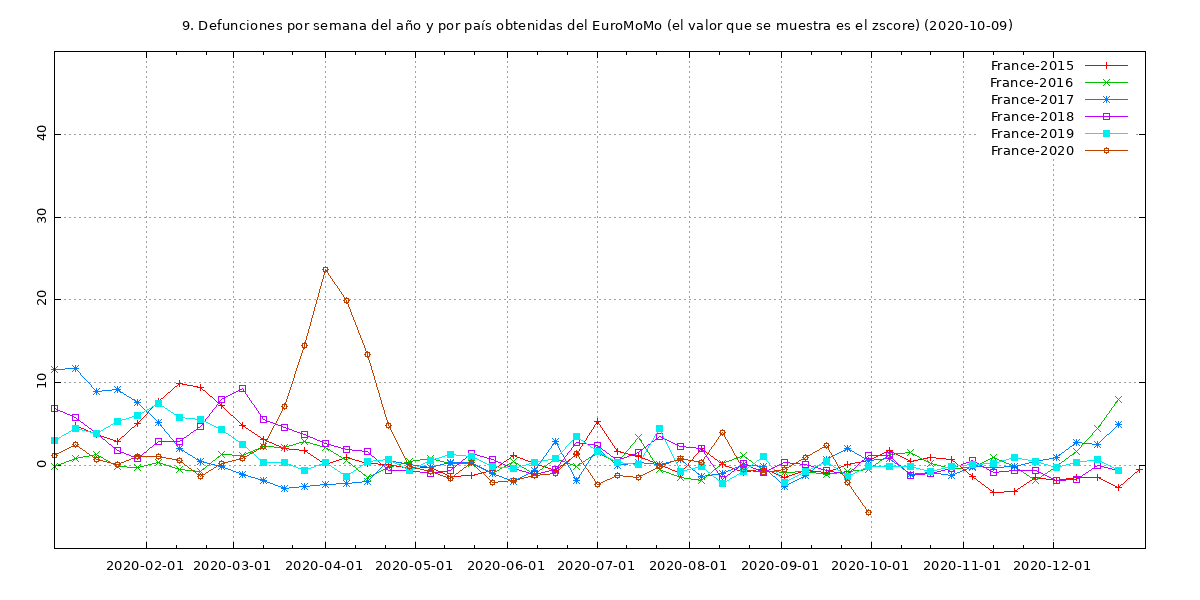 9. Defunciones por semana del año y por país obtenidas del EuroMoMo (el valor que se muestra es el zscore) (2020-10-09)
France-2015
France-2016
France-2017
France-2018
France-2019
France-2020
40
30
20
10
0
2020-02-01 2020-03-01 2020-04-01 2020-05-01 2020-06-01 2020-07-01 2020-08-01 2020-09-01 2020-10-01 2020-11-01 2020-12-01